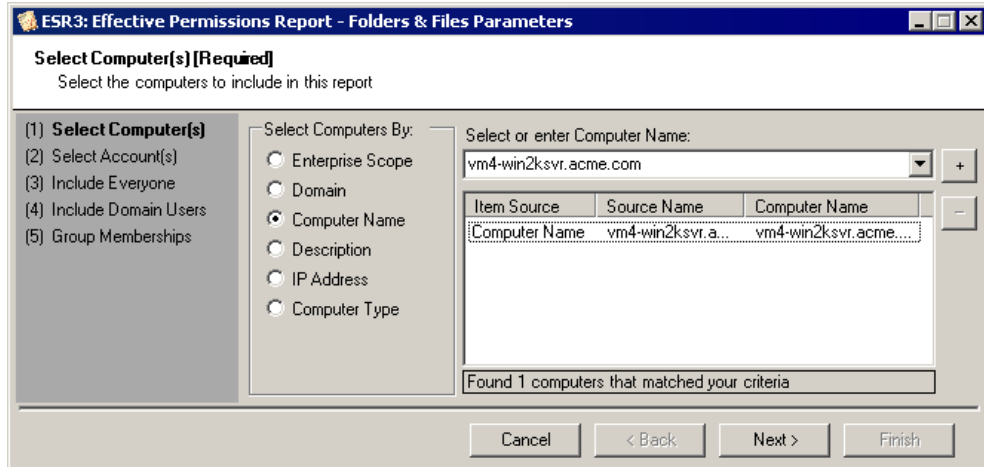 ESR3: Effective Permissions Report - Folders & Files Parameters
Select Computer(s) [Required]
Select the computers to include in this report
(1) Select Computer(s)
(2) Select Account(s)
(3) Include Everyone
(4) Include Domain Users
(5) Group Memberships
Select Computers By:
Enterprise Scope
Domain
Computer Name
Description
IP Address
Computer Type
Select or enter Computer Name:
vm4-win2ksvr.acme.com
+
Item Source Source Name Computer Name
Computer Name vm4-win2ksvr.a... vm4-win2ksvr.acme....
−
Found 1 computers that matched your criteria
Cancel < Back Next > Finish